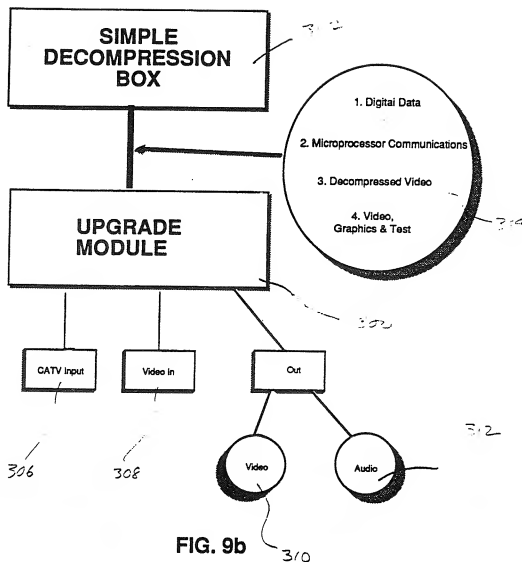 SIMPLE
DECOMPRESSION
BOX
1. Digital Data
2. Microprocessor Communications
3. Decompressed Video
4. Video,
Graphics & Test
UPGRADE
MODULE
302
CATV Input
Video In
Out
306
308
312
Video
Audio
310
FIG. 9b